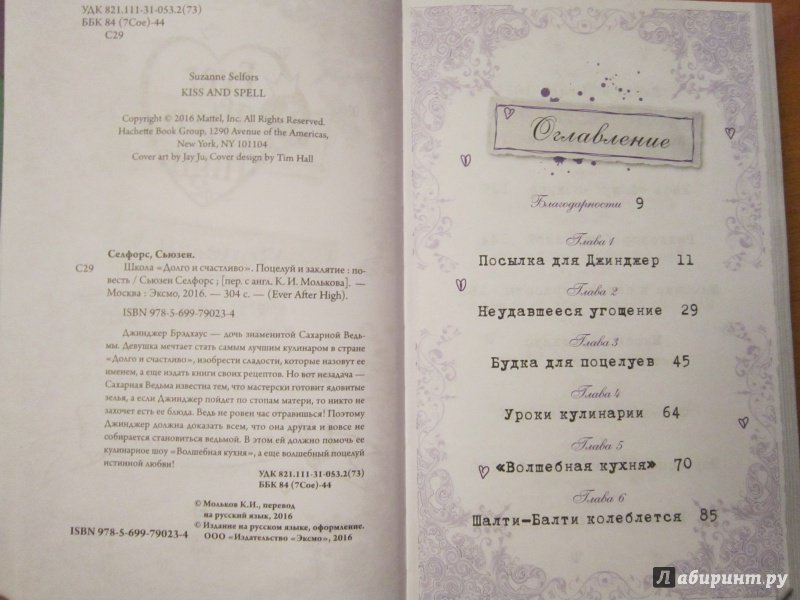 УДК 821.111-31-053.2(73)
ББК 84 (7Сое)-44
С29
Suzanne Selfors
KISS AND SPELL
Copyright © 2016 Mattel, Inc. All Rights Reserved.
Hachette Book Group, 1290 Avenue of the Americas,
New York, NY 101104
Cover art by Jay Ju, Cover design by Tim Hall
Селфорс, Сьюзен.
С29 Школа «Долго и счастливо». Поцелуй и заклятие : по-
весть / Сьюзен Селфорс ; [пер. с англ. К. И. Молькова]. —
Москва : Эксмо, 2016. — 304 с. — (Ever After High).
ISBN 978-5-699-79023-4
Джинджер Брэдхаус — дочь знаменитой Сахарной Ведь-
мы. Девушка мечтает стать самым лучшим кулинаром в стране
«Долго и счастливо», изобрести сладости, которые назовут ее
именем, а еще издать книги своих рецептов. Но вот незадача —
Сахарная Ведьма известна тем, что мастерски готовит ядовитые
зелья, а если Джинджер пойдет по стопам матери, то никто не
захочет есть ее блюда. Ведь не ровен час отравишься! Поэтому
Джинджер должна доказать всем, что она другая и вовсе не
собирается становиться ведьмой. В этом ей должно помочь ее
кулинарное шоу «Волшебная кухня», а еще волшебный поцелуй
истинной любви!
УДК 821.111-31-053.2(73)
ББК 84 (7Сое)-44
© Мольков К.И., перевод
на русский язык, 2016
© Издание на русском языке, оформление.
ISBN 978-5-699-79023-4 ООО «Издательство «Эксмо», 2016
Оглавление
Благодарности 9
Глава 1
Посылка для Джинджер 11
Глава 2
Неудавшееся угощение 29
Глава 3
Будка для поцелуев 45
Глава 4
Уроки кулинарии 64
Глава 5
«Волшебная кухня» 70
Глава 6
Шалти-Балти колеблется 85
Лабиринт.ру